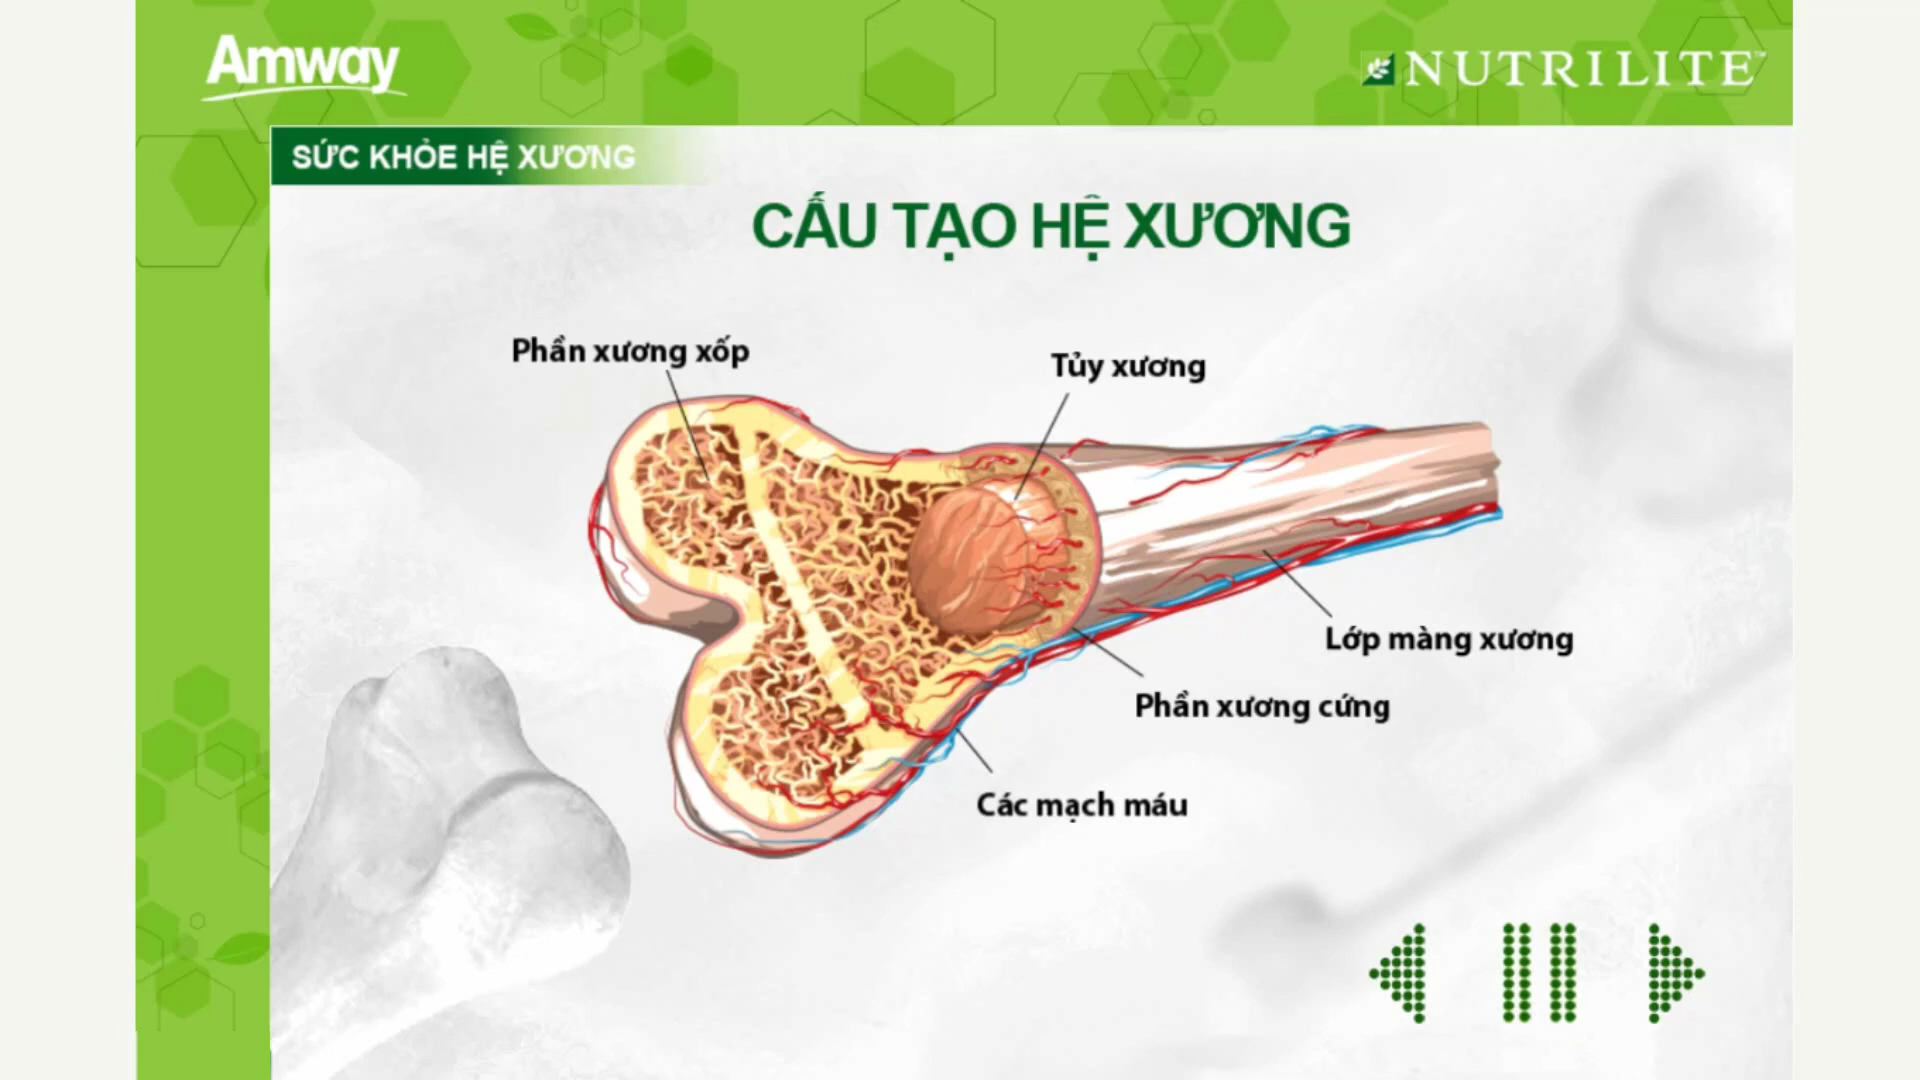 Amway
NUTRILITE™
SỨC KHỎE HỆ XƯƠNG
CẤU TẠO HỆ XƯƠNG
Phần xương xốp
Tủy xương
Lớp màng xương
Phần xương cứng
Các mạch máu